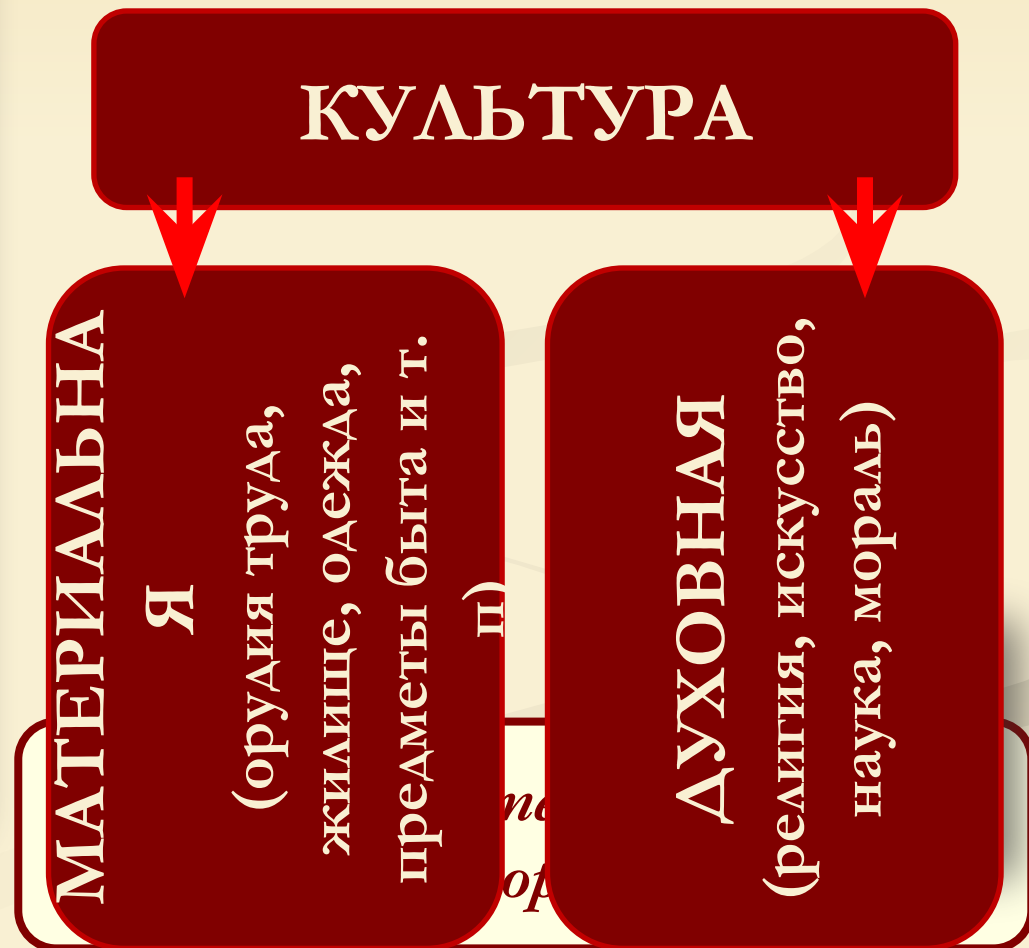 КУЛЬТУРА
МАТЕРИАЛЬНА
Я
(орудия труда,
жилище, одежда,
предметы быта и т.
п)
ДУХОВНАЯ
(религия, искусство,
наука, мораль)